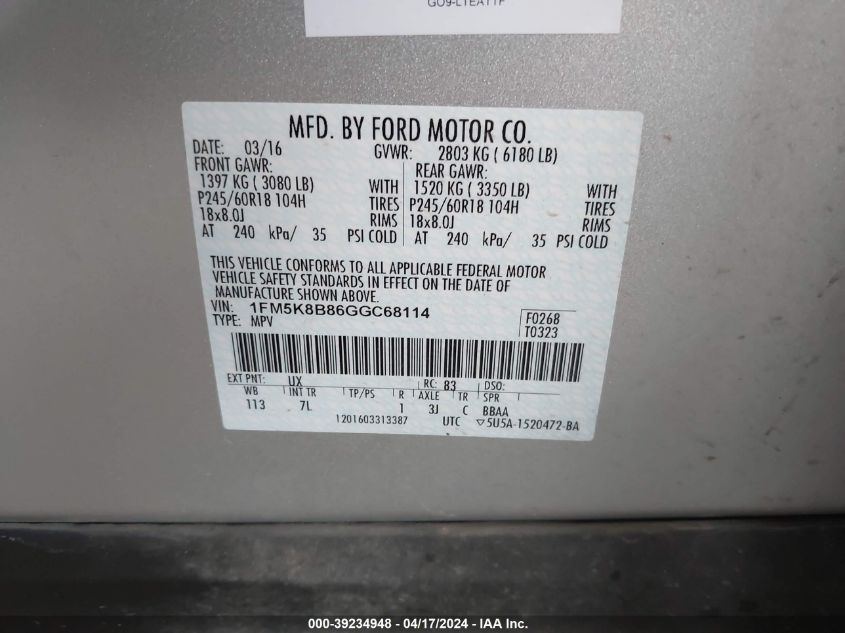 GO9-LTEATTF
MFD. BY FORD MOTOR CO.
DATE: 03/16 GVWR: 2803 KG ( 6180 LB)
FRONT GAWR: REAR GAWR:
1397 KG ( 3080 LB) WITH 1520 KG ( 3350 LB) WITH
P245/60R18 104H TIRES P245/60R18 104H TIRES
18x8.0J RIMS 18x8.0J RIMS
AT 240 kPa/ 35 PSI COLD AT 240 kPa/ 35 PSI COLD
THIS VEHICLE CONFORMS TO ALL APPLICABLE FEDERAL MOTOR
VEHICLE SAFETY STANDARDS IN EFFECT ON THE DATE OF
MANUFACTURE SHOWN ABOVE.
VIN: 1FM5K8B86GGC68114 F0268
TYPE: MPV T0323
EXT PNT: UX RC: 83 DSO:
WB INT TR TP/PS R AXLE TR SPR
113 7L 1 3J C BBAA
1201603313387 UTC ▽5U5A-1520472-BA
000-39234948 - 04/17/2024 - IAA Inc.